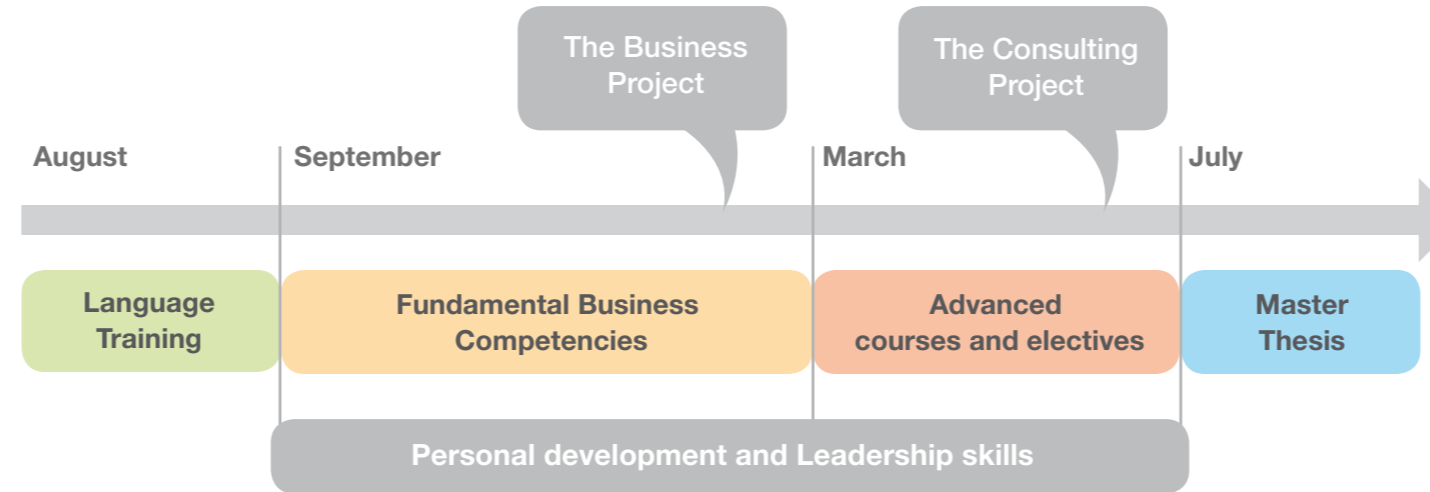 The Business
Project
The Consulting
Project
August
September
March
July
Language
Training
Fundamental Business
Competencies
Advanced
courses and electives
Master
Thesis
Personal development and Leadership skills